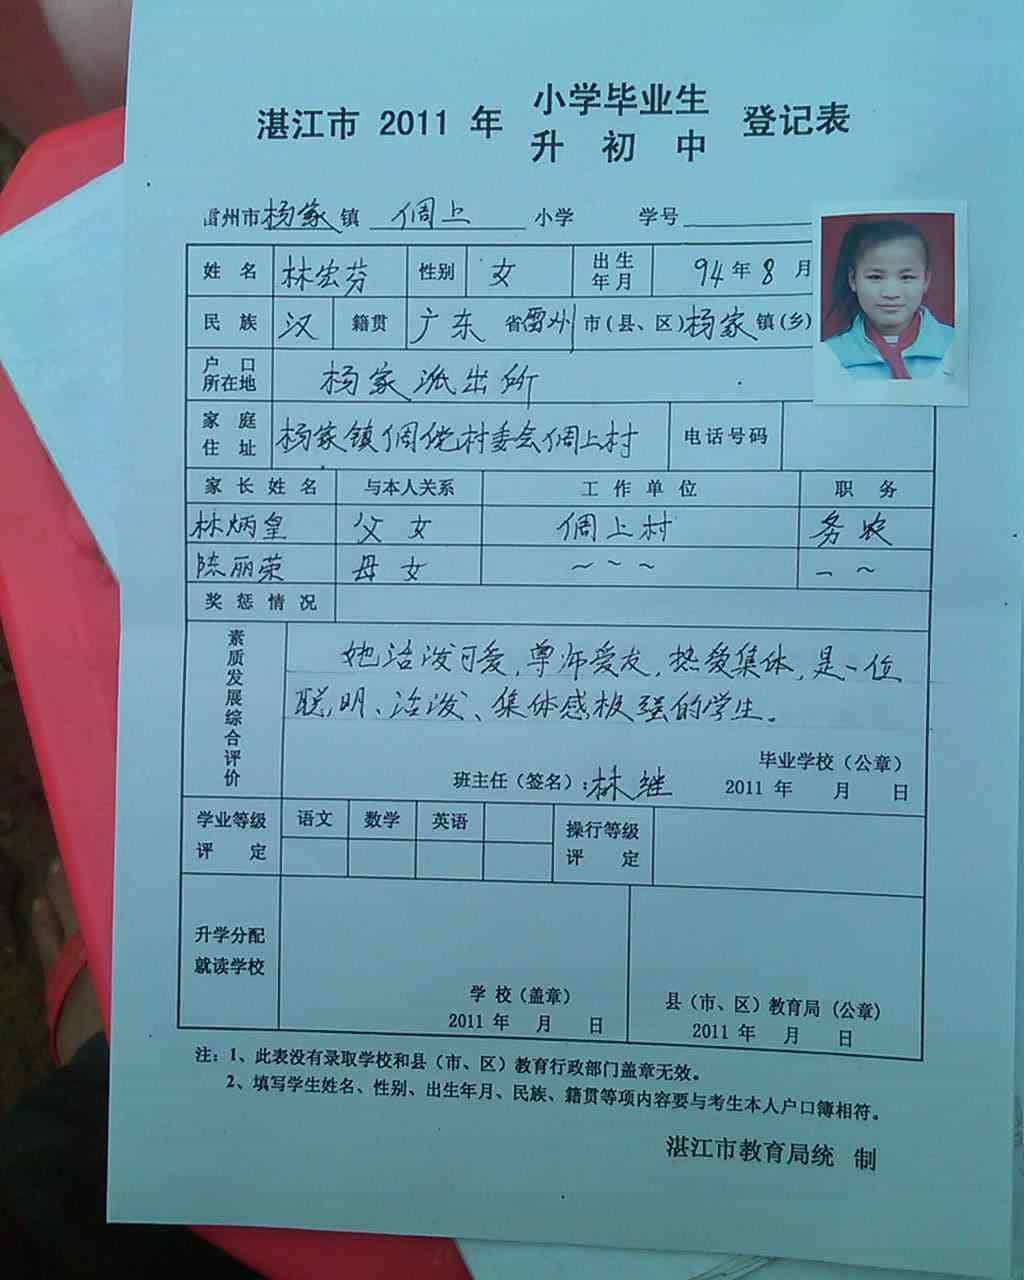 湛江市 2011 年 小学毕业生 登记表
升 初 中
雷州市杨家镇 倜上 小学 学号
姓 名 林宏芬 性别 女 出生年月 94年8月
民 族 汉 籍贯 广东 省雷州市(县、区)杨家镇(乡)
户 口所在地 杨家派出所
家 庭住 址 杨家镇倜侊村委会倜上村 电话号码
家 长 姓 名 与本人关系 工 作 单 位 职 务
林炳皇 父女 倜上村 务农
陈丽荣 母女 ~ ~ ~ ~ ~
奖 惩 情 况
素质发展综合评价
她活泼可爱,尊师爱友,热爱集体,是一位
聪明、活泼、集体感极强的学生。
毕业学校（公章）
班主任（签名）:林继 2011 年 月 日
学业等级 语文 数学 英语 操行等级
评 定 评 定
升学分配
就读学校
学 校（盖章） 县（市、区）教育局（公章）
2011 年 月 日 2011 年 月 日
注：1、此表没有录取学校和县（市、区）教育行政部门盖章无效。
2、填写学生姓名、性别、出生年月、民族、籍贯等项内容要与考生本人户口簿相符。
湛江市教育局统 制